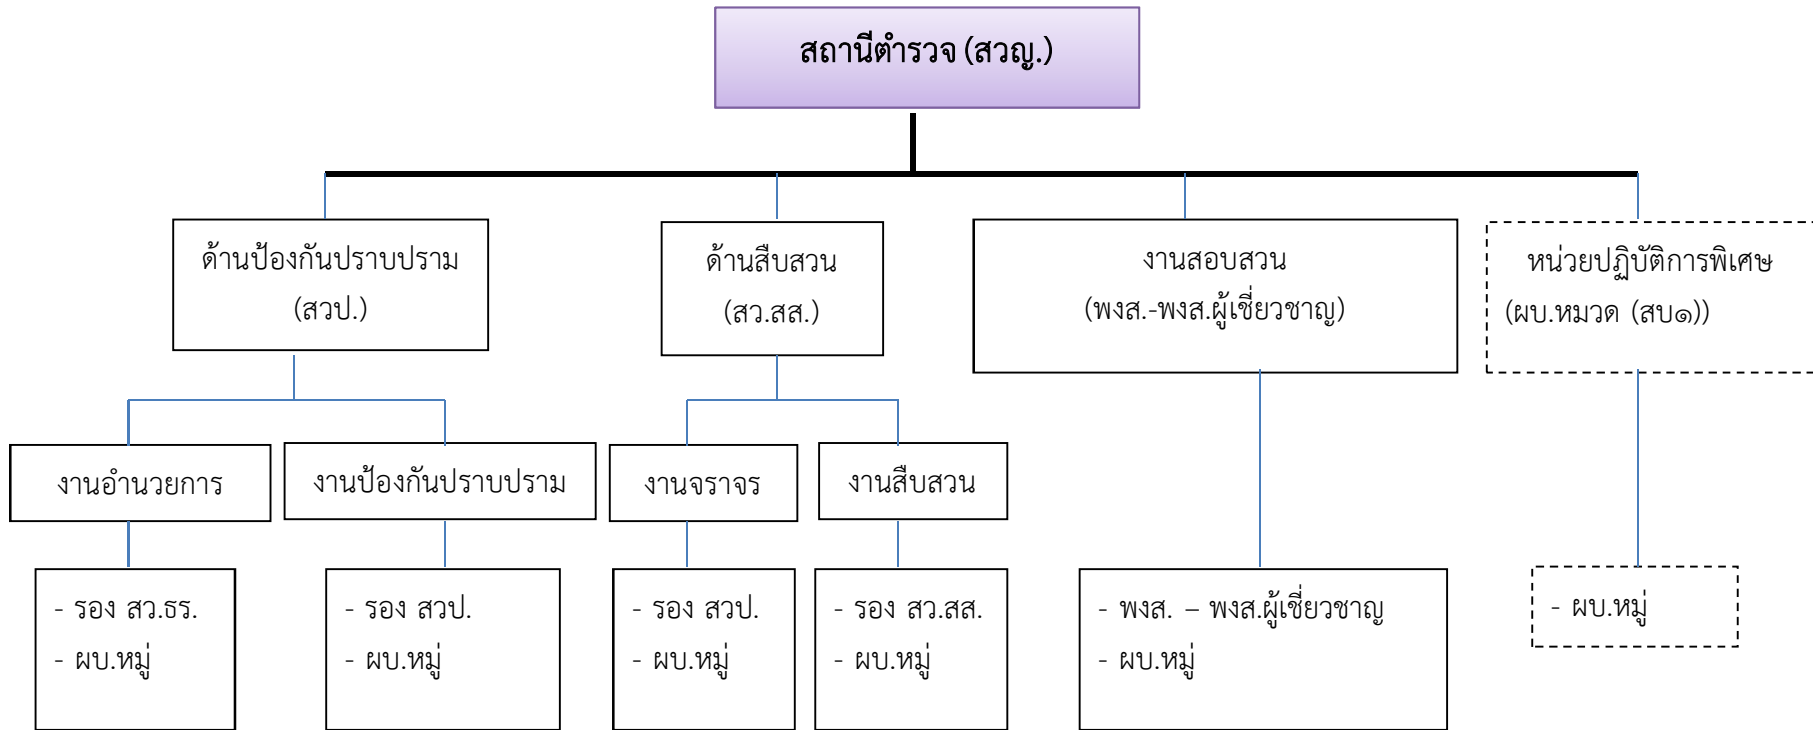 สถานีตำรวจ (สวญ.)
ด้านป้องกันปราบปราม
(สวป.)
ด้านสืบสวน
(สว.สส.)
งานสอบสวน
(พงส.-พงส.ผู้เชี่ยวชาญ)
หน่วยปฏิบัติการพิเศษ
(ผบ.หมวด (สบ๑))
งานอำนวยการ
งานป้องกันปราบปราม
งานจราจร
งานสืบสวน
- รอง สว.ธร.
- ผบ.หมู่
- รอง สวป.
- ผบ.หมู่
- รอง สวป.
- ผบ.หมู่
- รอง สว.สส.
- ผบ.หมู่
- พงส. – พงส.ผู้เชี่ยวชาญ
- ผบ.หมู่
- ผบ.หมู่